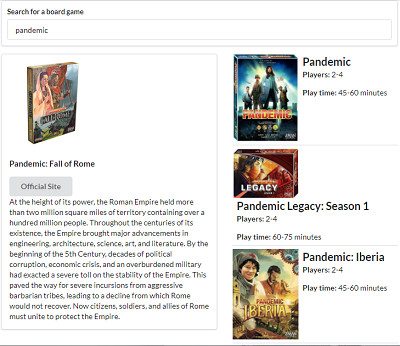 Search for a board game
pandemic
FALL OF ROME
Pandemic: Fall of Rome
Official Site
At the height of its power, the Roman Empire held more
than two million square miles of territory containing over a
hundred million people. Throughout the centuries of its
existence, the Empire brought major advancements in
engineering, architecture, science, art, and literature. By the
beginning of the 5th Century, decades of political
corruption, economic crisis, and an overburdened military
had exacted a severe toll on the stability of the Empire. This
paved the way for severe incursions from aggressive
barbarian tribes, leading to a decline from which Rome
would not recover. Now citizens, soldiers, and allies of Rome
must unite to protect the Empire.
PANDEMIC
Pandemic
Players: 2-4
Play time: 45-60 minutes
LEGACY
Pandemic Legacy: Season 1
Players: 2-4
Play time: 60-75 minutes
PANDEMIC
IBERIA
Pandemic: Iberia
Players: 2-4
Play time: 45-60 minutes